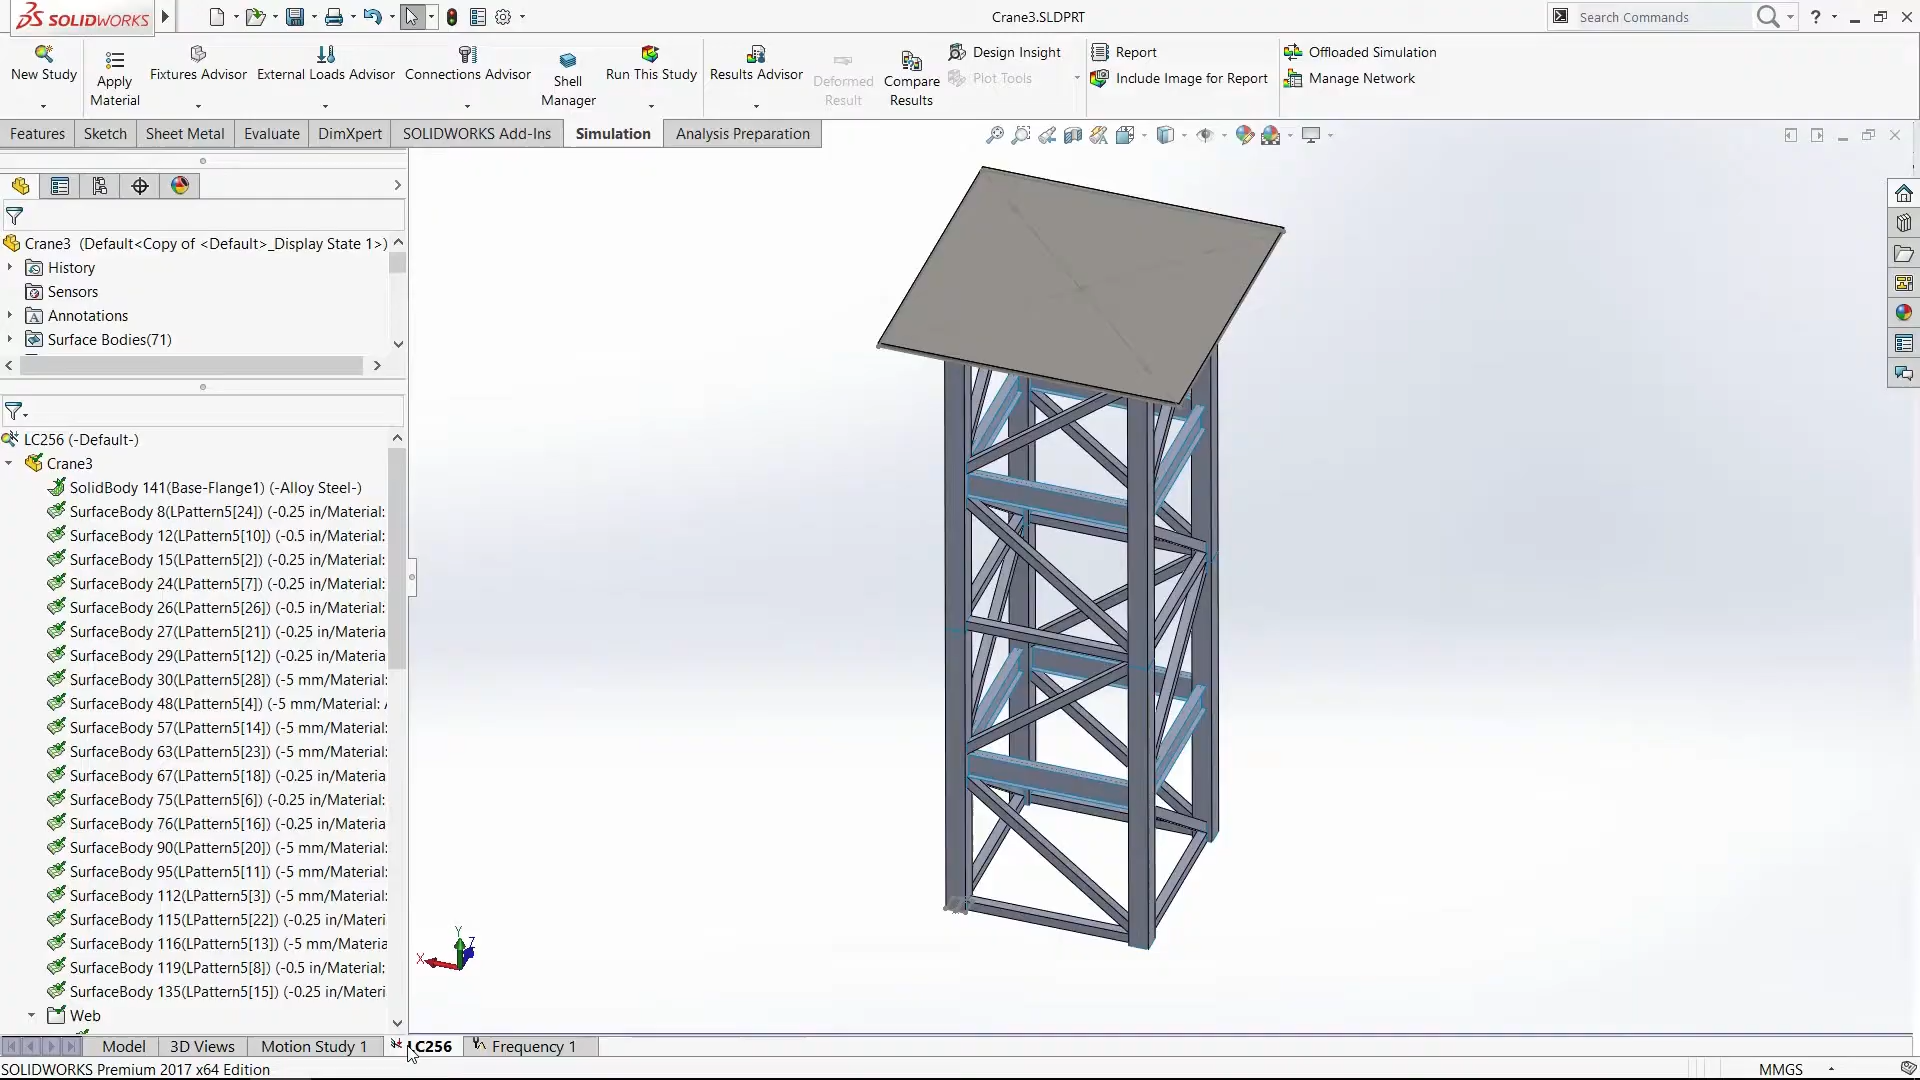 SOLIDWORKS
Crane3.SLDPRT
Search Commands
?
New Study
Apply Material
Fixtures Advisor
External Loads Advisor
Connections Advisor
Shell Manager
Run This Study
Results Advisor
Deformed Result
Compare Results
Design Insight
Plot Tools
Report
Include Image for Report
Offloaded Simulation
Manage Network
Features
Sketch
Sheet Metal
Evaluate
DimXpert
SOLIDWORKS Add-Ins
Simulation
Analysis Preparation
Crane3 (Default<Copy of <Default>_Display State 1>)
History
Sensors
Annotations
Surface Bodies(71)
LC256 (-Default-)
Crane3
SolidBody 141(Base-Flange1) (-Alloy Steel-)
SurfaceBody 8(LPattern5[24]) (-0.25 in/Material:
SurfaceBody 12(LPattern5[10]) (-0.5 in/Material:
SurfaceBody 15(LPattern5[2]) (-0.25 in/Material:
SurfaceBody 24(LPattern5[7]) (-0.25 in/Material:
SurfaceBody 26(LPattern5[26]) (-0.5 in/Material:
SurfaceBody 27(LPattern5[21]) (-0.25 in/Materia
SurfaceBody 29(LPattern5[12]) (-0.25 in/Materia
SurfaceBody 30(LPattern5[28]) (-5 mm/Material:
SurfaceBody 48(LPattern5[4]) (-5 mm/Material: A
SurfaceBody 57(LPattern5[14]) (-5 mm/Material:
SurfaceBody 63(LPattern5[23]) (-5 mm/Material:
SurfaceBody 67(LPattern5[18]) (-0.25 in/Materia
SurfaceBody 75(LPattern5[6]) (-0.25 in/Material:
SurfaceBody 76(LPattern5[16]) (-0.25 in/Material:
SurfaceBody 90(LPattern5[20]) (-5 mm/Material:
SurfaceBody 95(LPattern5[11]) (-5 mm/Material:
SurfaceBody 112(LPattern5[3]) (-5 mm/Material:
SurfaceBody 115(LPattern5[22]) (-0.25 in/Materi
SurfaceBody 116(LPattern5[13]) (-5 mm/Materia
SurfaceBody 119(LPattern5[8]) (-0.5 in/Material:
SurfaceBody 135(LPattern5[15]) (-0.25 in/Materi
Web
Y
Z
X
Model
3D Views
Motion Study 1
LC256
Frequency 1
SOLIDWORKS Premium 2017 x64 Edition
MMGS